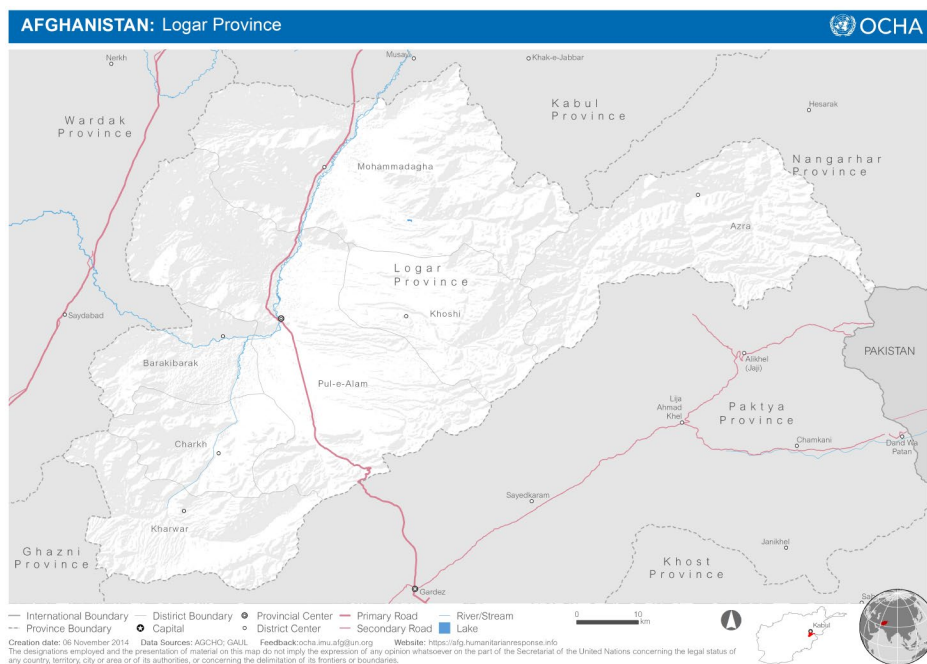 AFGHANISTAN: Logar Province
OCHA
Nerkh
Musayi
Khak-e-Jabbar
Kabul
Province
Hesarak
Wardak
Province
Mohammadagha
Nangarhar
Province
Azra
Logar
Province
Saydabad
Khoshi
Barakibarak
PAKISTAN
Alikhel
(Jaji)
Pul-e-Alam
Lija
Ahmad
Khel
Paktya
Province
Charkh
Chamkani
Dand Wa
Patan
Sayedkaram
Kharwar
Ghazni
Province
Janikhel
Khost
Province
Gardez
International Boundary
District Boundary
Provincial Center
Primary Road
River/Stream
0 10
km
Province Boundary
Capital
District Center
Secondary Road
Lake
Kabul
Creation date: 06 November 2014 Data Sources: AGCHO; GAUL Feedback:ocha.imu.afg@un.org Website: https://afg.humanitarianresponse.info
The designations employed and the presentation of material on this map do not imply the expression of any opinion whatsoever on the part of the Secretariat of the United Nations concerning the legal status of
any country, territory, city or area or of its authorities, or concerning the delimitation of its frontiers or boundaries.